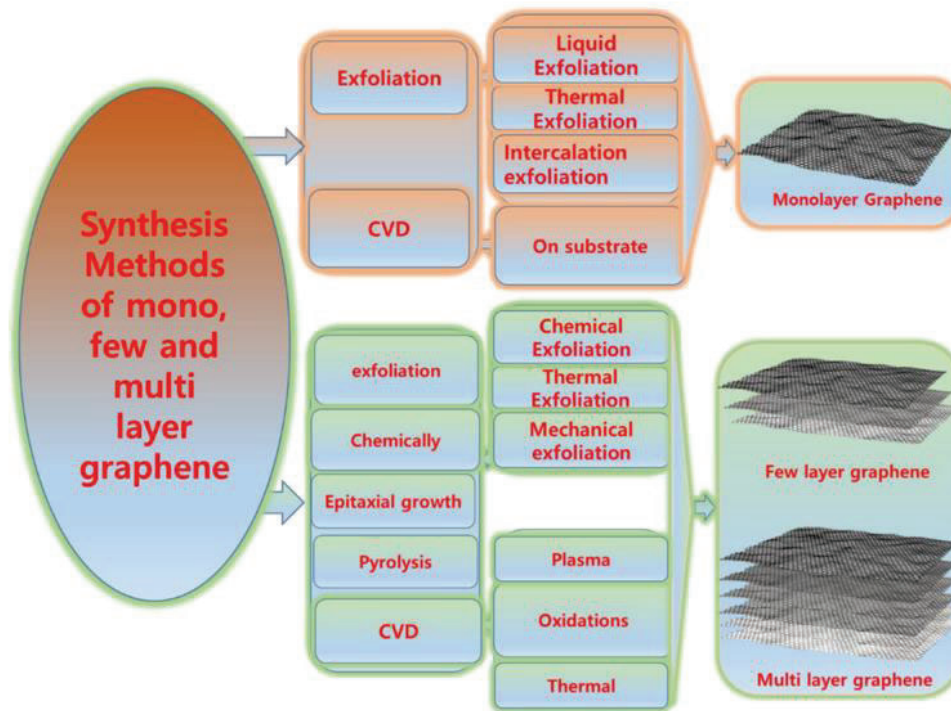 Synthesis
Methods
of mono,
few and
multi
layer
graphene
Exfoliation
CVD
Liquid
Exfoliation
Thermal
Exfoliation
Intercalation
exfoliation
On substrate
Monolayer Graphene
exfoliation
Chemically
Epitaxial growth
Pyrolysis
CVD
Chemical
Exfoliation
Thermal
Exfoliation
Mechanical
exfoliation
Plasma
Oxidations
Thermal
Few layer graphene
Multi layer graphene